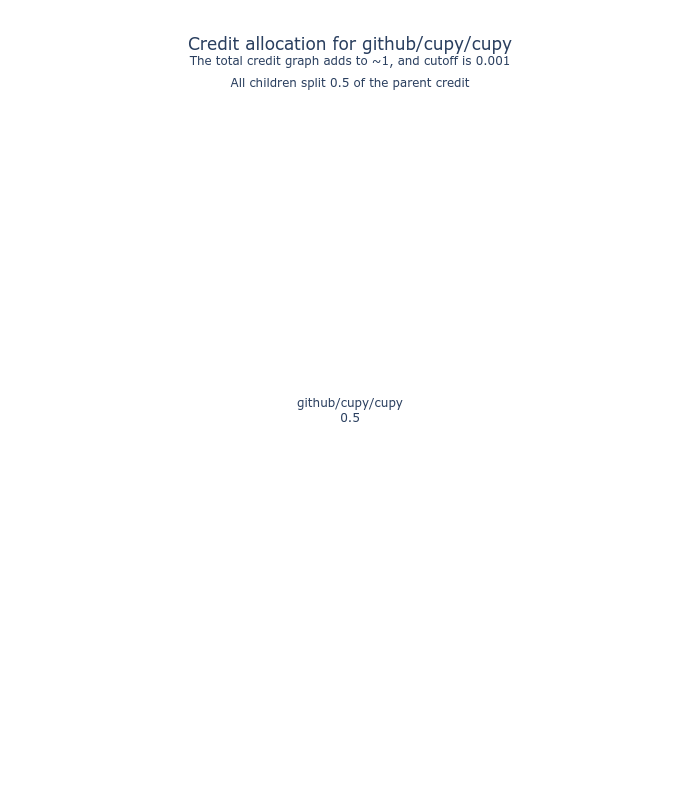 Credit allocation for github/cupy/cupy
The total credit graph adds to ~1, and cutoff is 0.001
All children split 0.5 of the parent credit
github/cupy/cupy
0.5